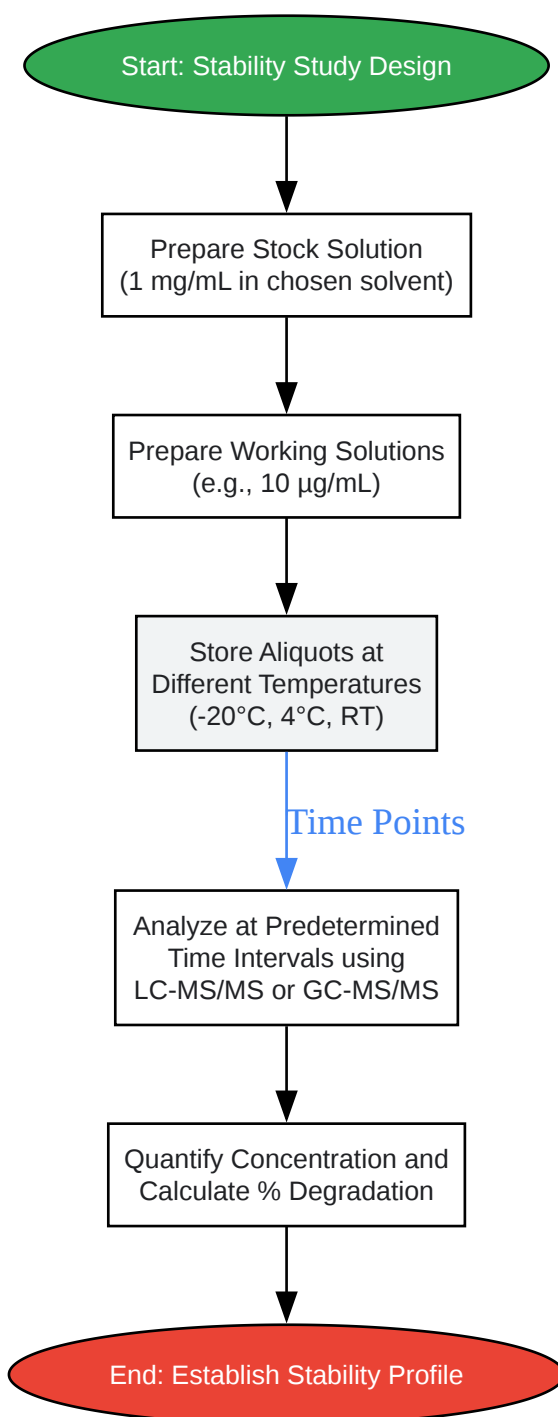 Start: Stability Study Design
Prepare Stock Solution
(1 mg/mL in chosen solvent)
Prepare Working Solutions
(e.g., 10 µg/mL)
Store Aliquots at
Different Temperatures
(-20°C, 4°C, RT)
Time Points
Analyze at Predetermined
Time Intervals using
LC-MS/MS or GC-MS/MS
Quantify Concentration and
Calculate % Degradation
End: Establish Stability Profile